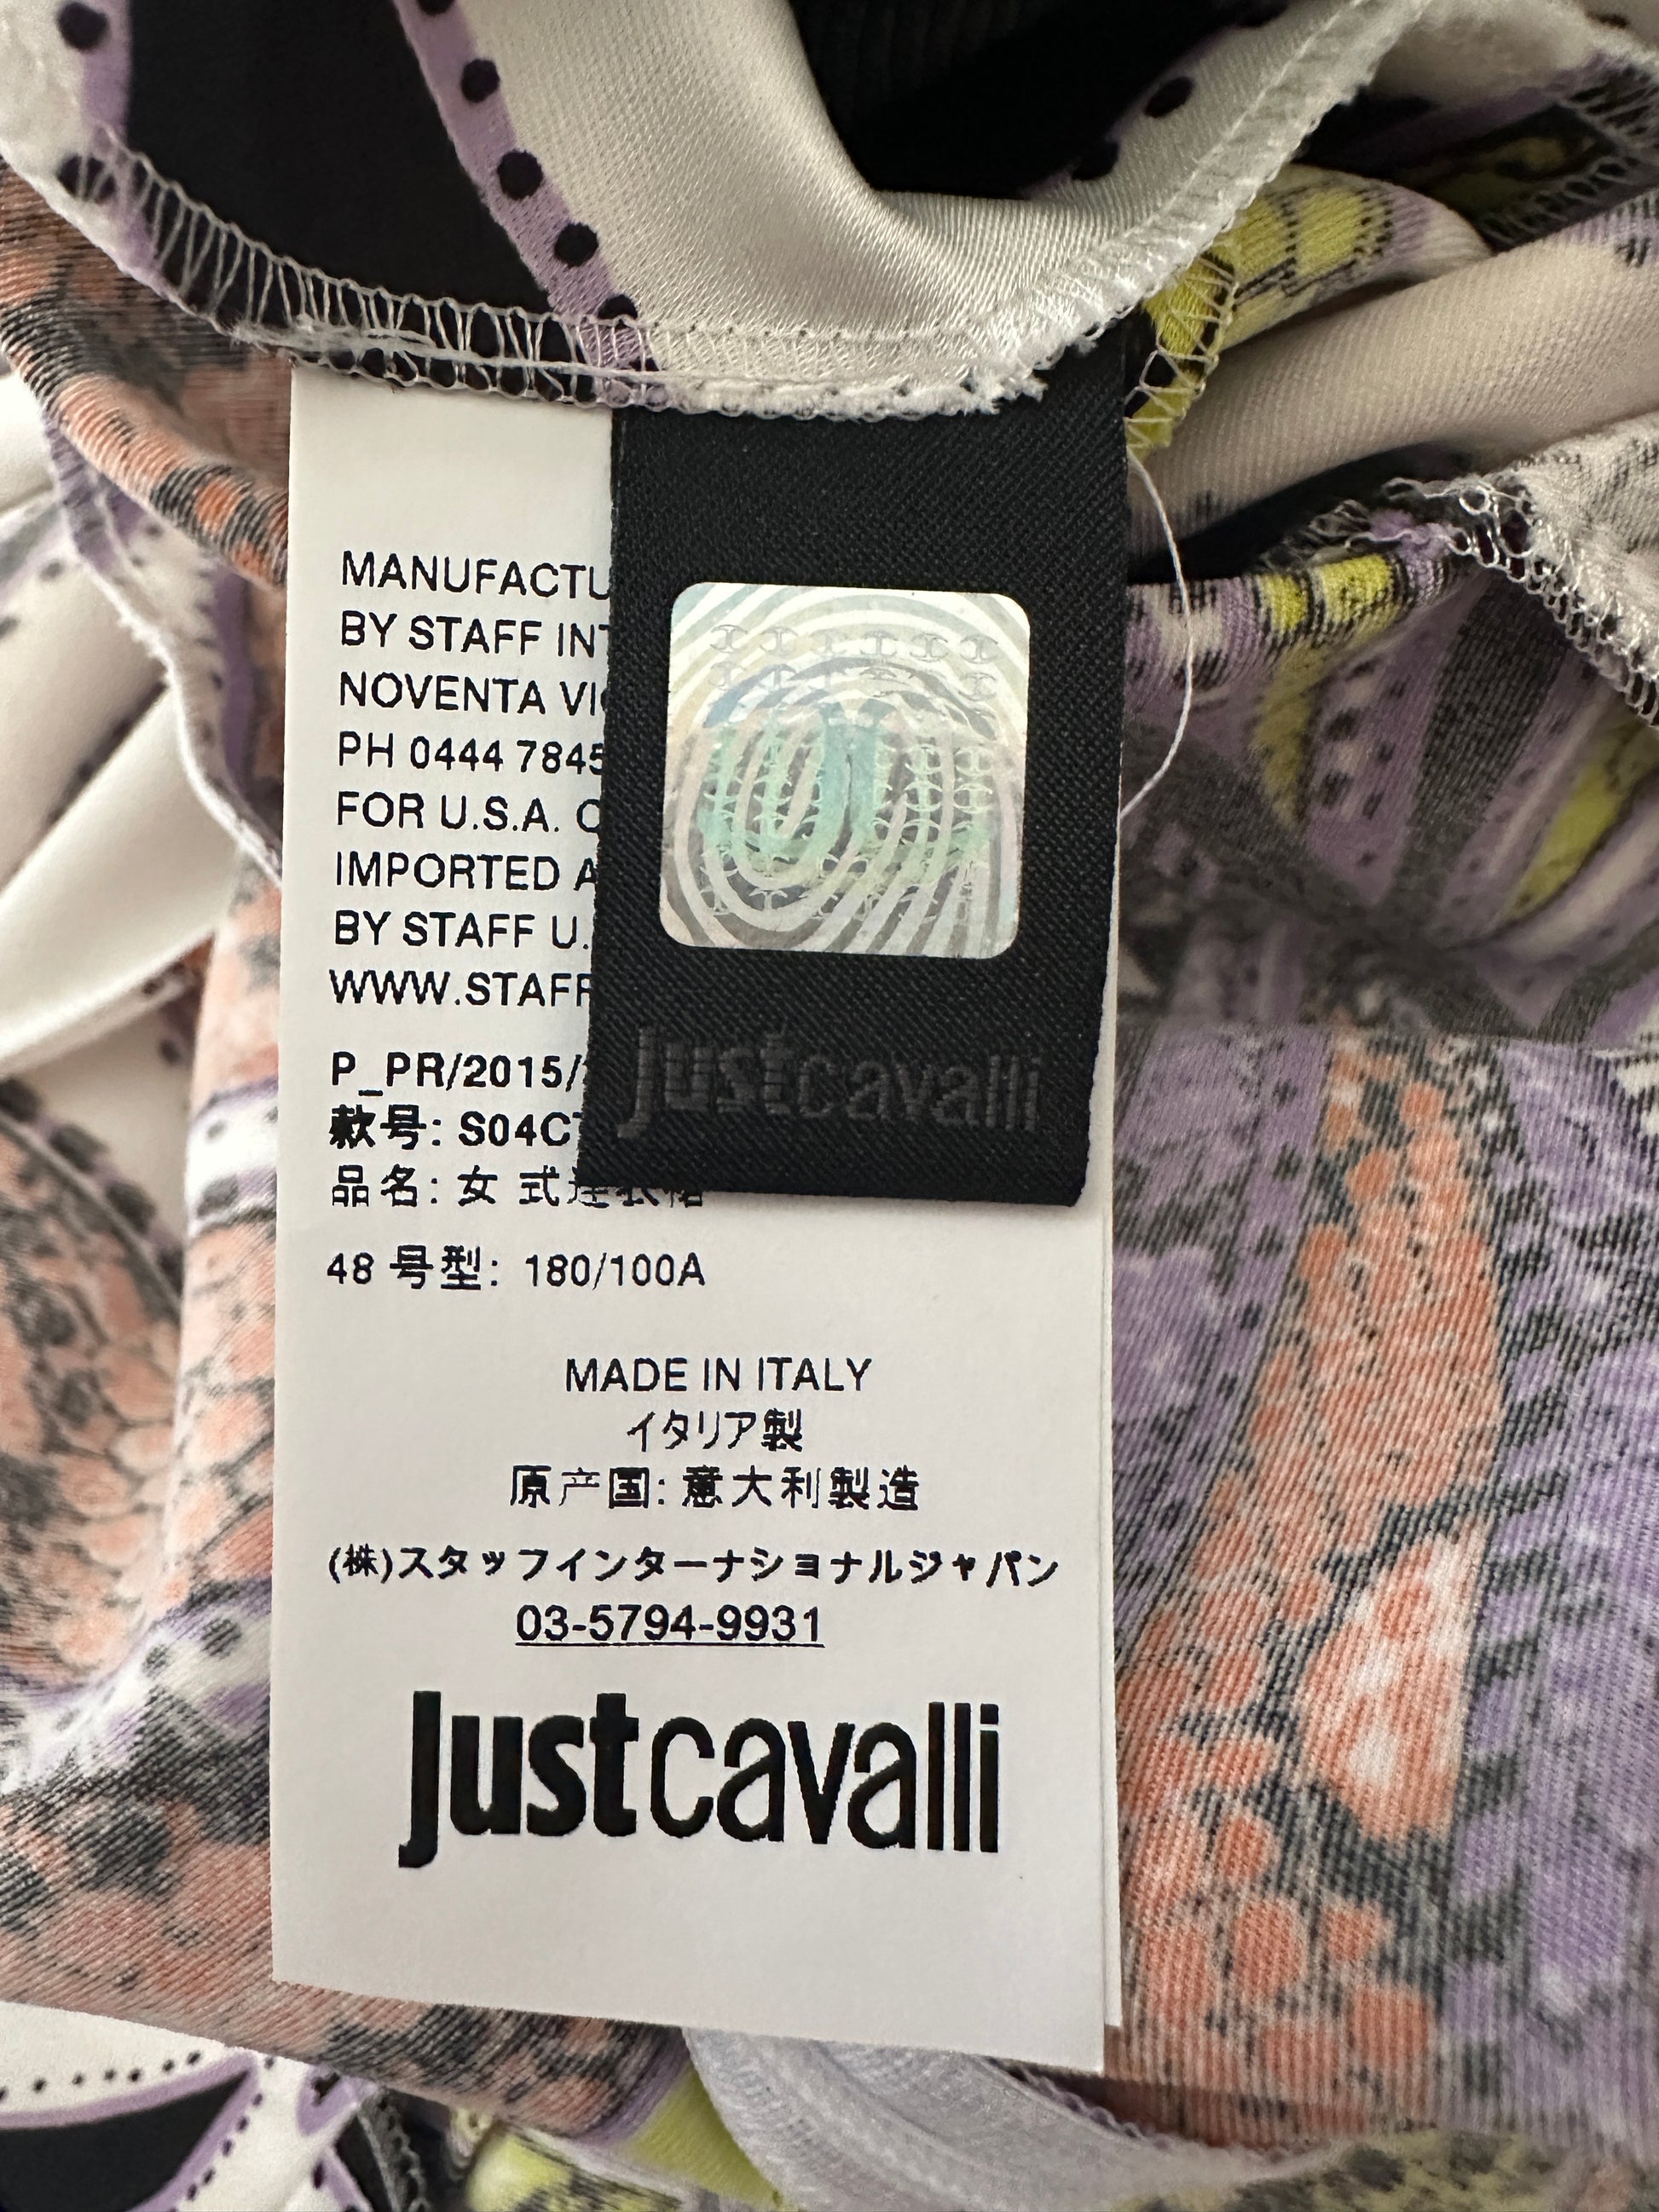 MANUFACTU
BY STAFF INT
NOVENTA VI
PH 0444 7845
FOR U.S.A.
IMPORTED A
BY STAFF U.
WWW.STAFF
P_PR/2015/
款号: S04C
品名: 女 式连衣裙
48 号型: 180/100A
MADE IN ITALY
イタリア製
原产国: 意大利製造
(株)スタッフインターナショナルジャパン
03-5794-9931
justcavalli
justcavalli